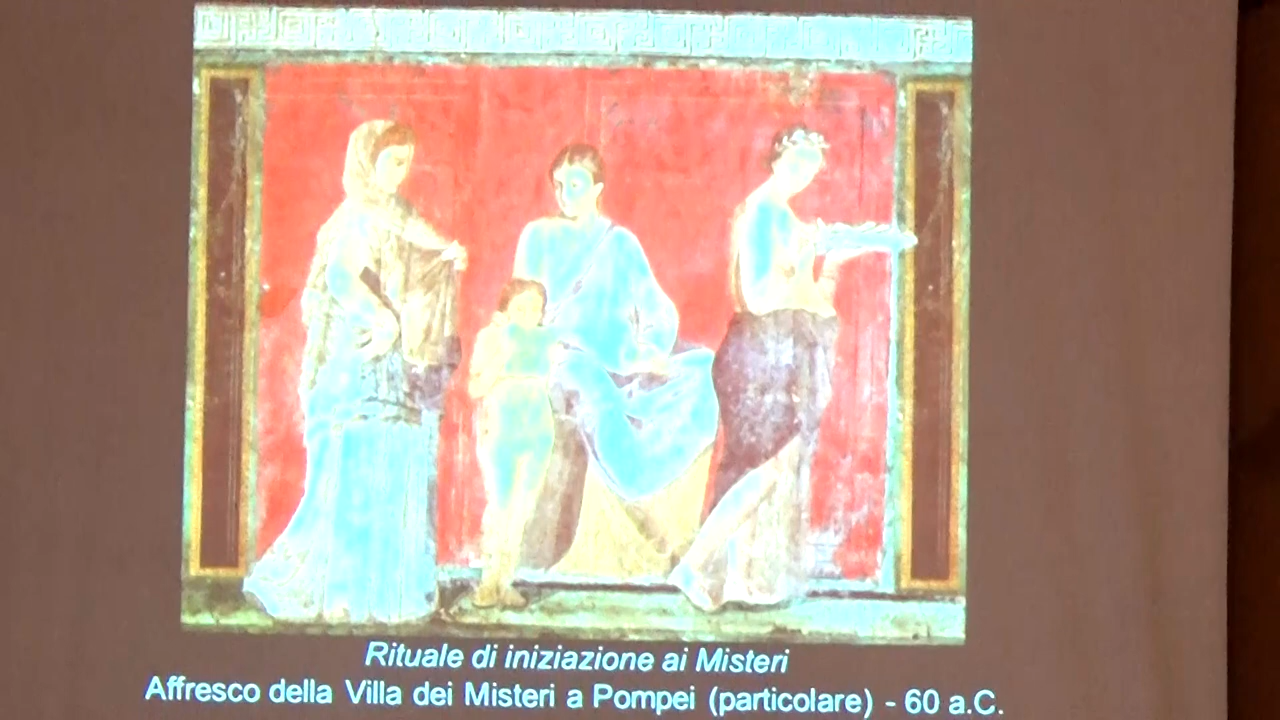 Rituale di iniziazione ai Misteri
Affresco della Villa dei Misteri a Pompei (particolare) - 60 a.C.